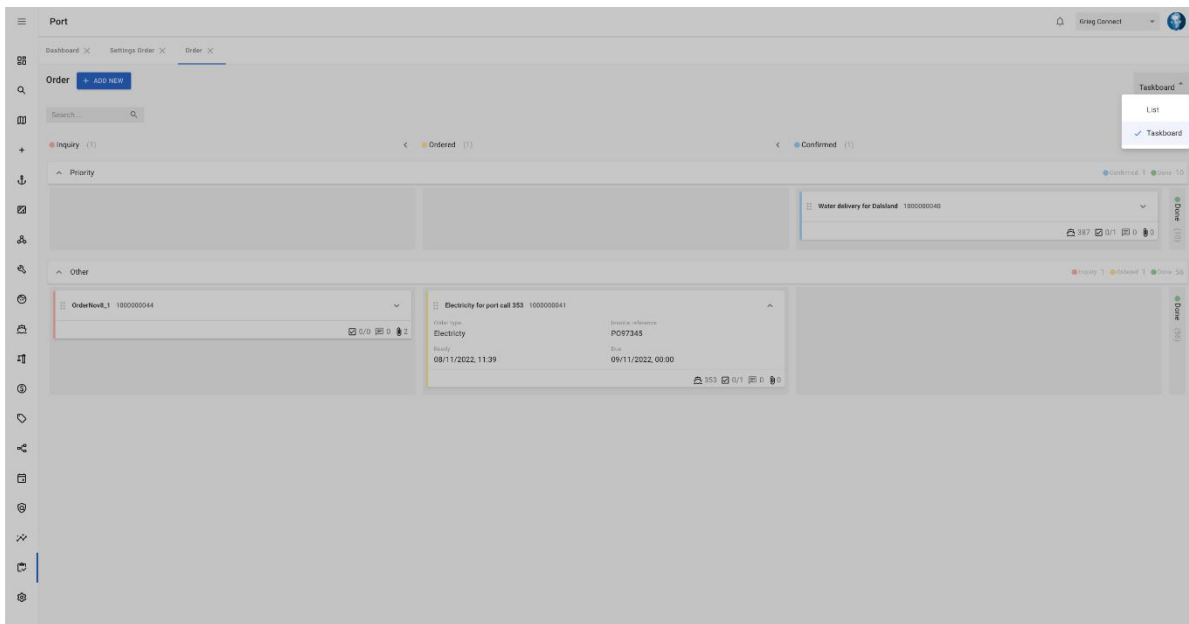 Port
Grieg Connect
Dashboard
Settings Order
Order
Order
+ ADD NEW
Taskboard
Search...
List
Taskboard
Inquiry (1)
Ordered (1)
Confirmed (1)
Priority
Confirmed 1 Done 10
Water delivery for Dalsland 1000000048
387 0/1 0 0
Done (10)
Other
Inquiry 1 Ordered 1 Done 56
OrderNov8_1 1000000044
0/0 0 2
Electricity for port call 353 1000000041
Order type
Electricty
Invoice reference
PO97345
Ready
08/11/2022, 11:39
Due
09/11/2022, 00:00
353 0/1 0 0
Done (56)